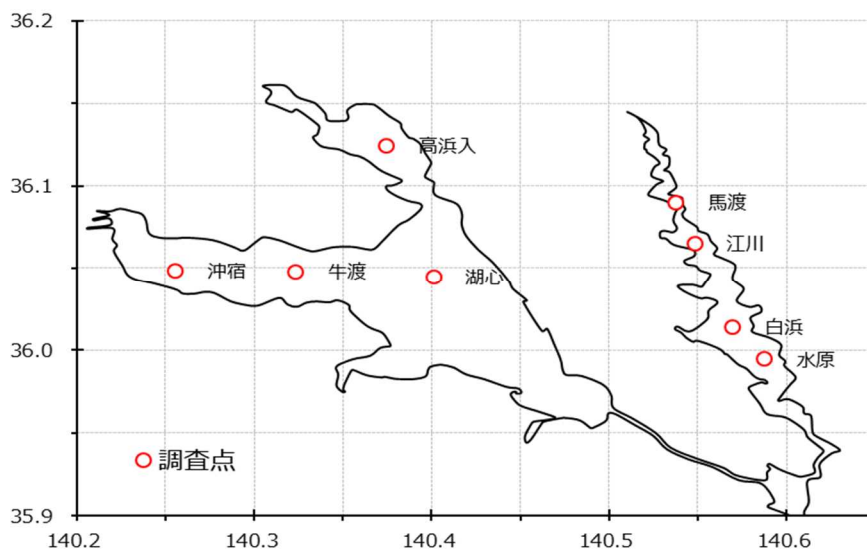 36.2
高浜入
36.1
馬渡
江川
沖宿
牛渡
湖心
白浜
36.0
水原
調査点
35.9
140.2
140.3
140.4
140.5
140.6